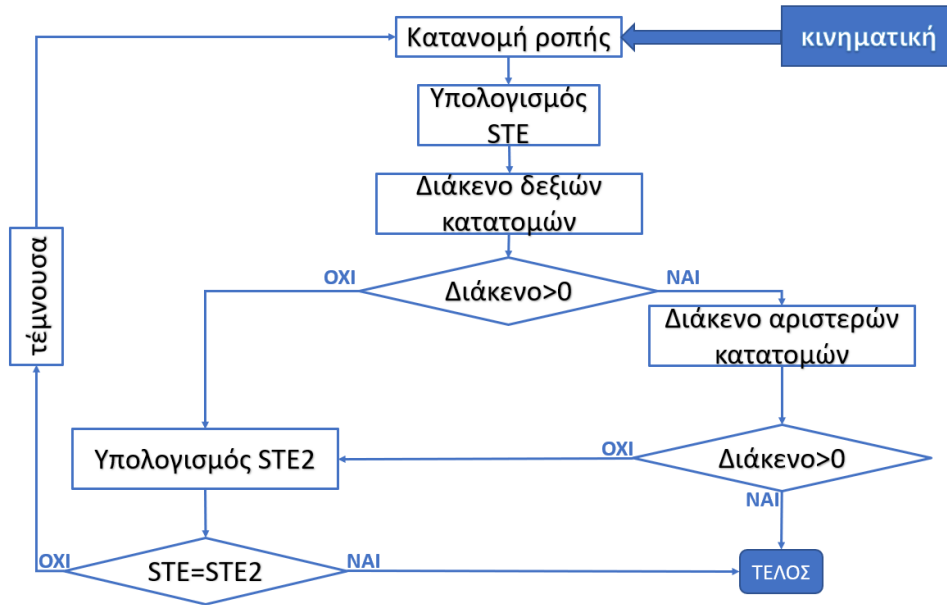 Κατανομή ροπής
κινηματική
Υπολογισμός
STE
Διάκενο δεξιών
κατατομών
ΟΧΙ
Διάκενο>0
ΝΑΙ
τέμνουσα
Διάκενο αριστερών
κατατομών
Υπολογισμός STE2
ΟΧΙ
Διάκενο>0
ΝΑΙ
ΟΧΙ
STE=STE2
ΝΑΙ
ΤΕΛΟΣ